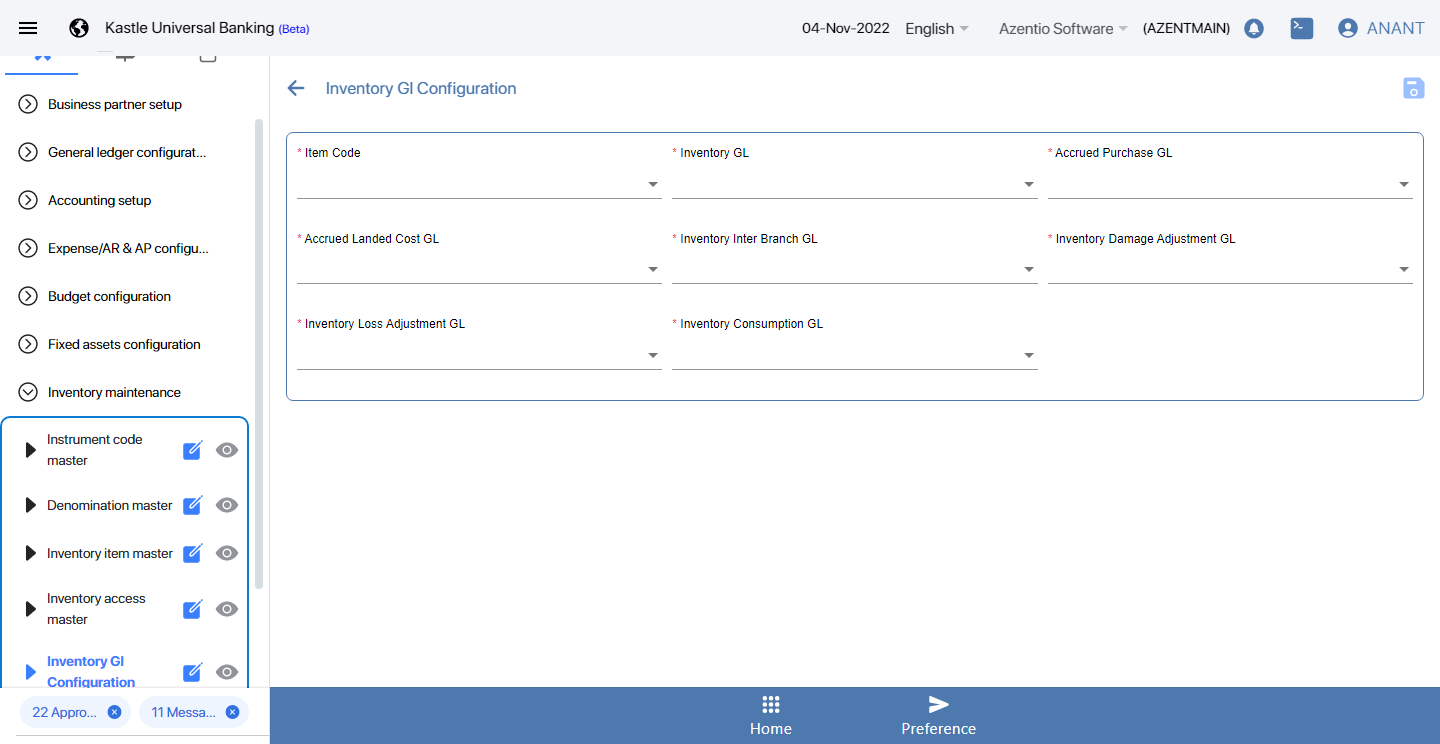 Kastle Universal Banking (Beta)
04-Nov-2022
English
Azentio Software
(AZENTMAIN)
ANANT
Business partner setup
General ledger configurat...
Accounting setup
Expense/AR & AP configu...
Budget configuration
Fixed assets configuration
Inventory maintenance
Instrument code
master
Denomination master
Inventory item master
Inventory access
master
Inventory Gl
Configuration
22 Appro...
11 Messa...
Inventory Gl Configuration
* Item Code
* Inventory GL
* Accrued Purchase GL
* Accrued Landed Cost GL
* Inventory Inter Branch GL
* Inventory Damage Adjustment GL
* Inventory Loss Adjustment GL
* Inventory Consumption GL
Home
Preference